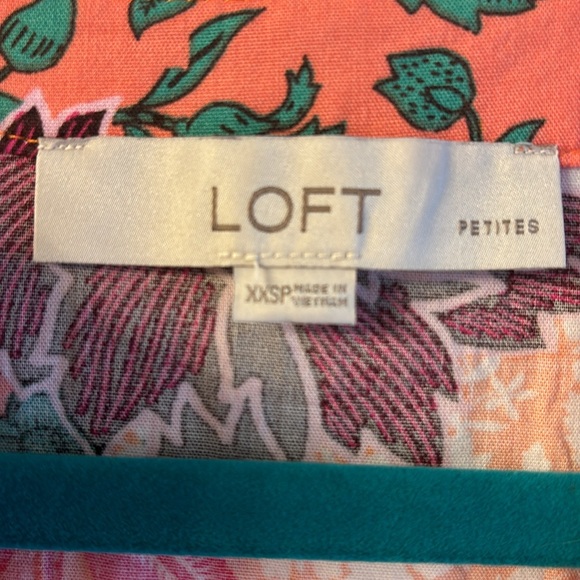 LOFT
PETITES
XXSP MADE IN
VIETNAM